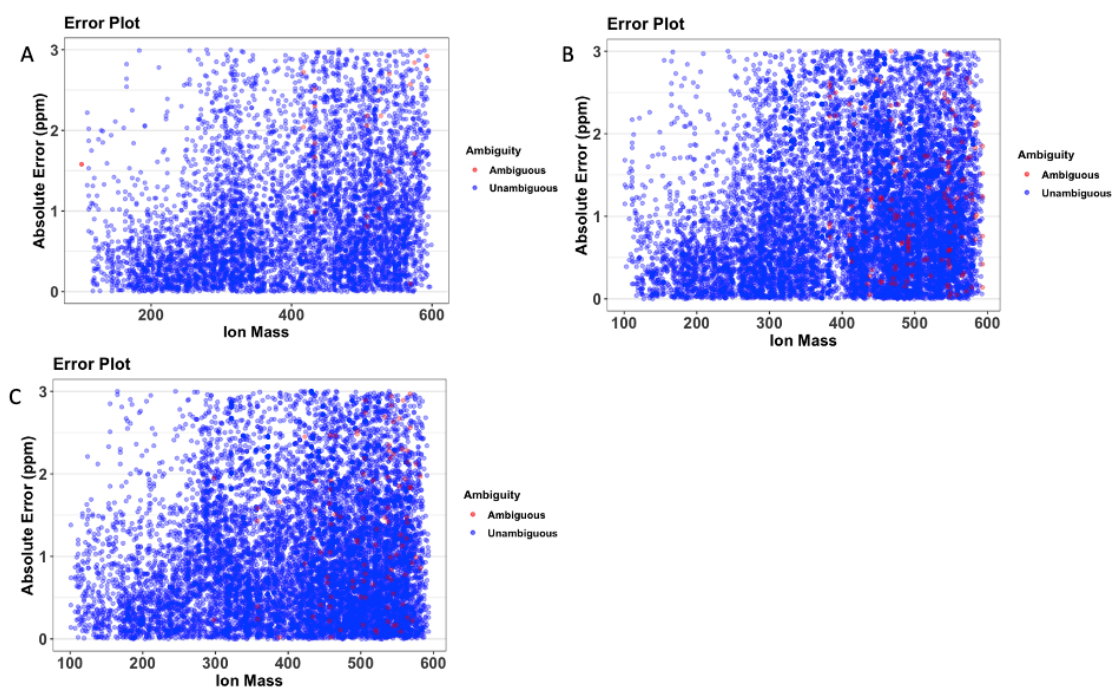 Error Plot
A
3
2
1
0
Absolute Error (ppm)
200
400
600
Ion Mass
Ambiguity
Ambiguous
Unambiguous
Error Plot
B
3
2
1
0
Absolute Error (ppm)
100
200
300
400
500
600
Ion Mass
Ambiguity
Ambiguous
Unambiguous
Error Plot
C
3
2
1
0
Absolute Error (ppm)
100
200
300
400
500
600
Ion Mass
Ambiguity
Ambiguous
Unambiguous